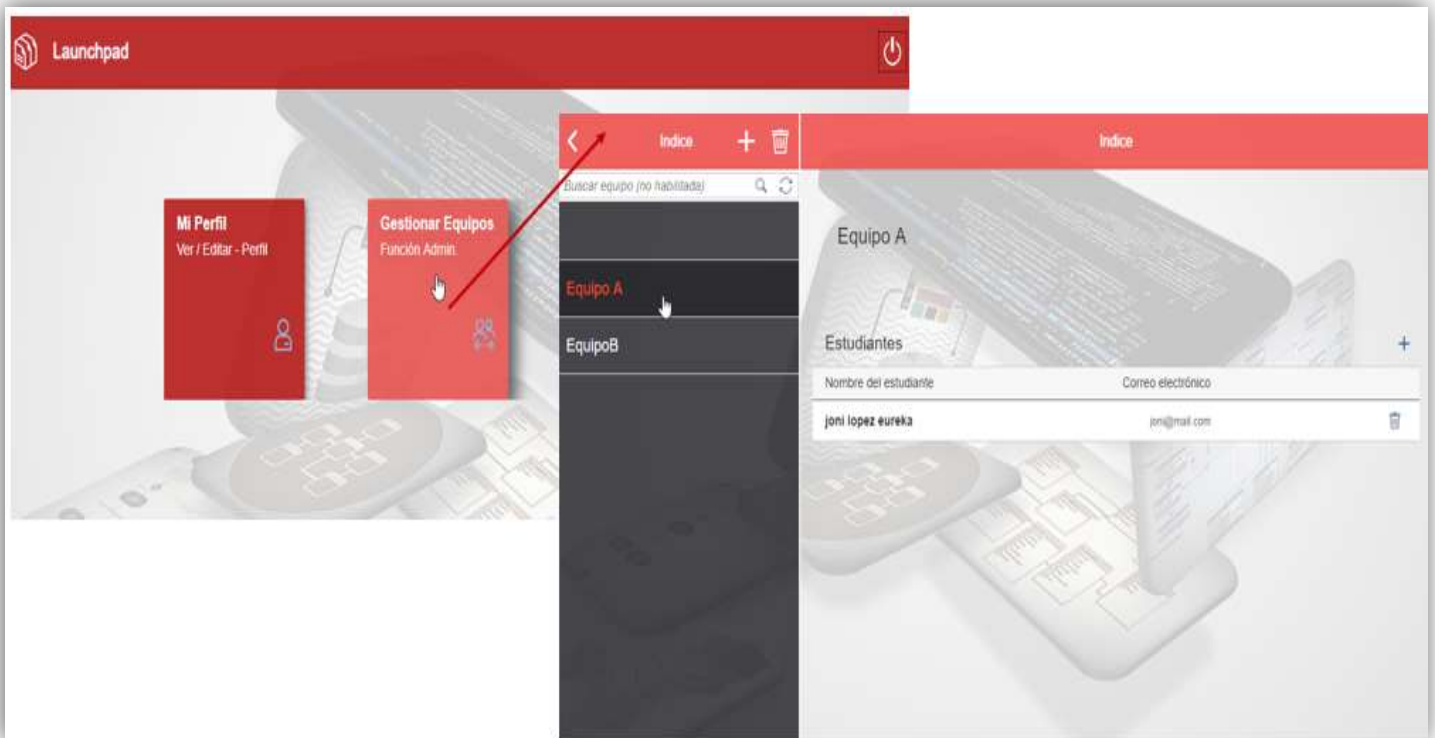 Launchpad
Mi Perfil
Ver / Editar - Perfil
Gestionar Equipos
Función Admin.
Indice
Buscar equipo (no habilitada)
Equipo A
EquipoB
Indice
Equipo A
Estudiantes
Nombre del estudiante Correo electrónico
joni lopez eureka joni@mail.com